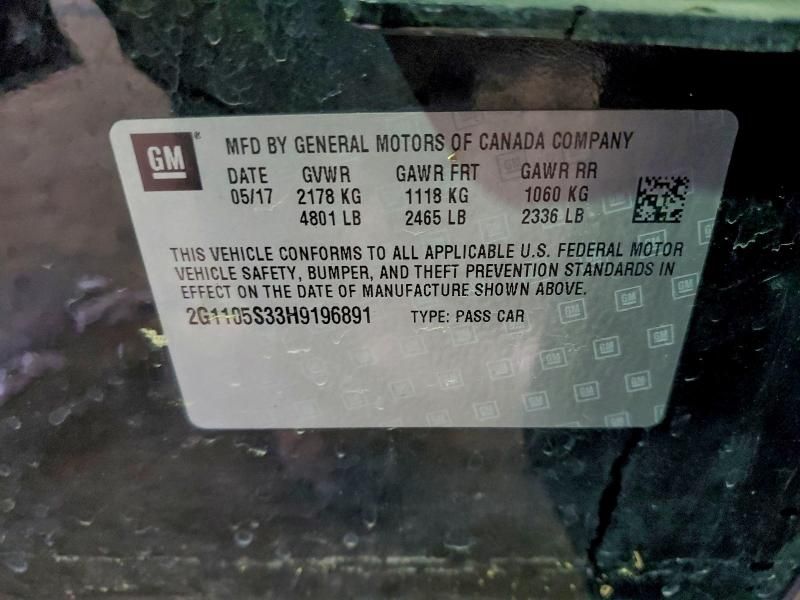 GM® MFD BY GENERAL MOTORS OF CANADA COMPANY
DATE GVWR GAWR FRT GAWR RR
05/17 2178 KG 1118 KG 1060 KG
4801 LB 2465 LB 2336 LB
THIS VEHICLE CONFORMS TO ALL APPLICABLE U.S. FEDERAL MOTOR
VEHICLE SAFETY, BUMPER, AND THEFT PREVENTION STANDARDS IN
EFFECT ON THE DATE OF MANUFACTURE SHOWN ABOVE.
2G1105S33H9196891 TYPE: PASS CAR